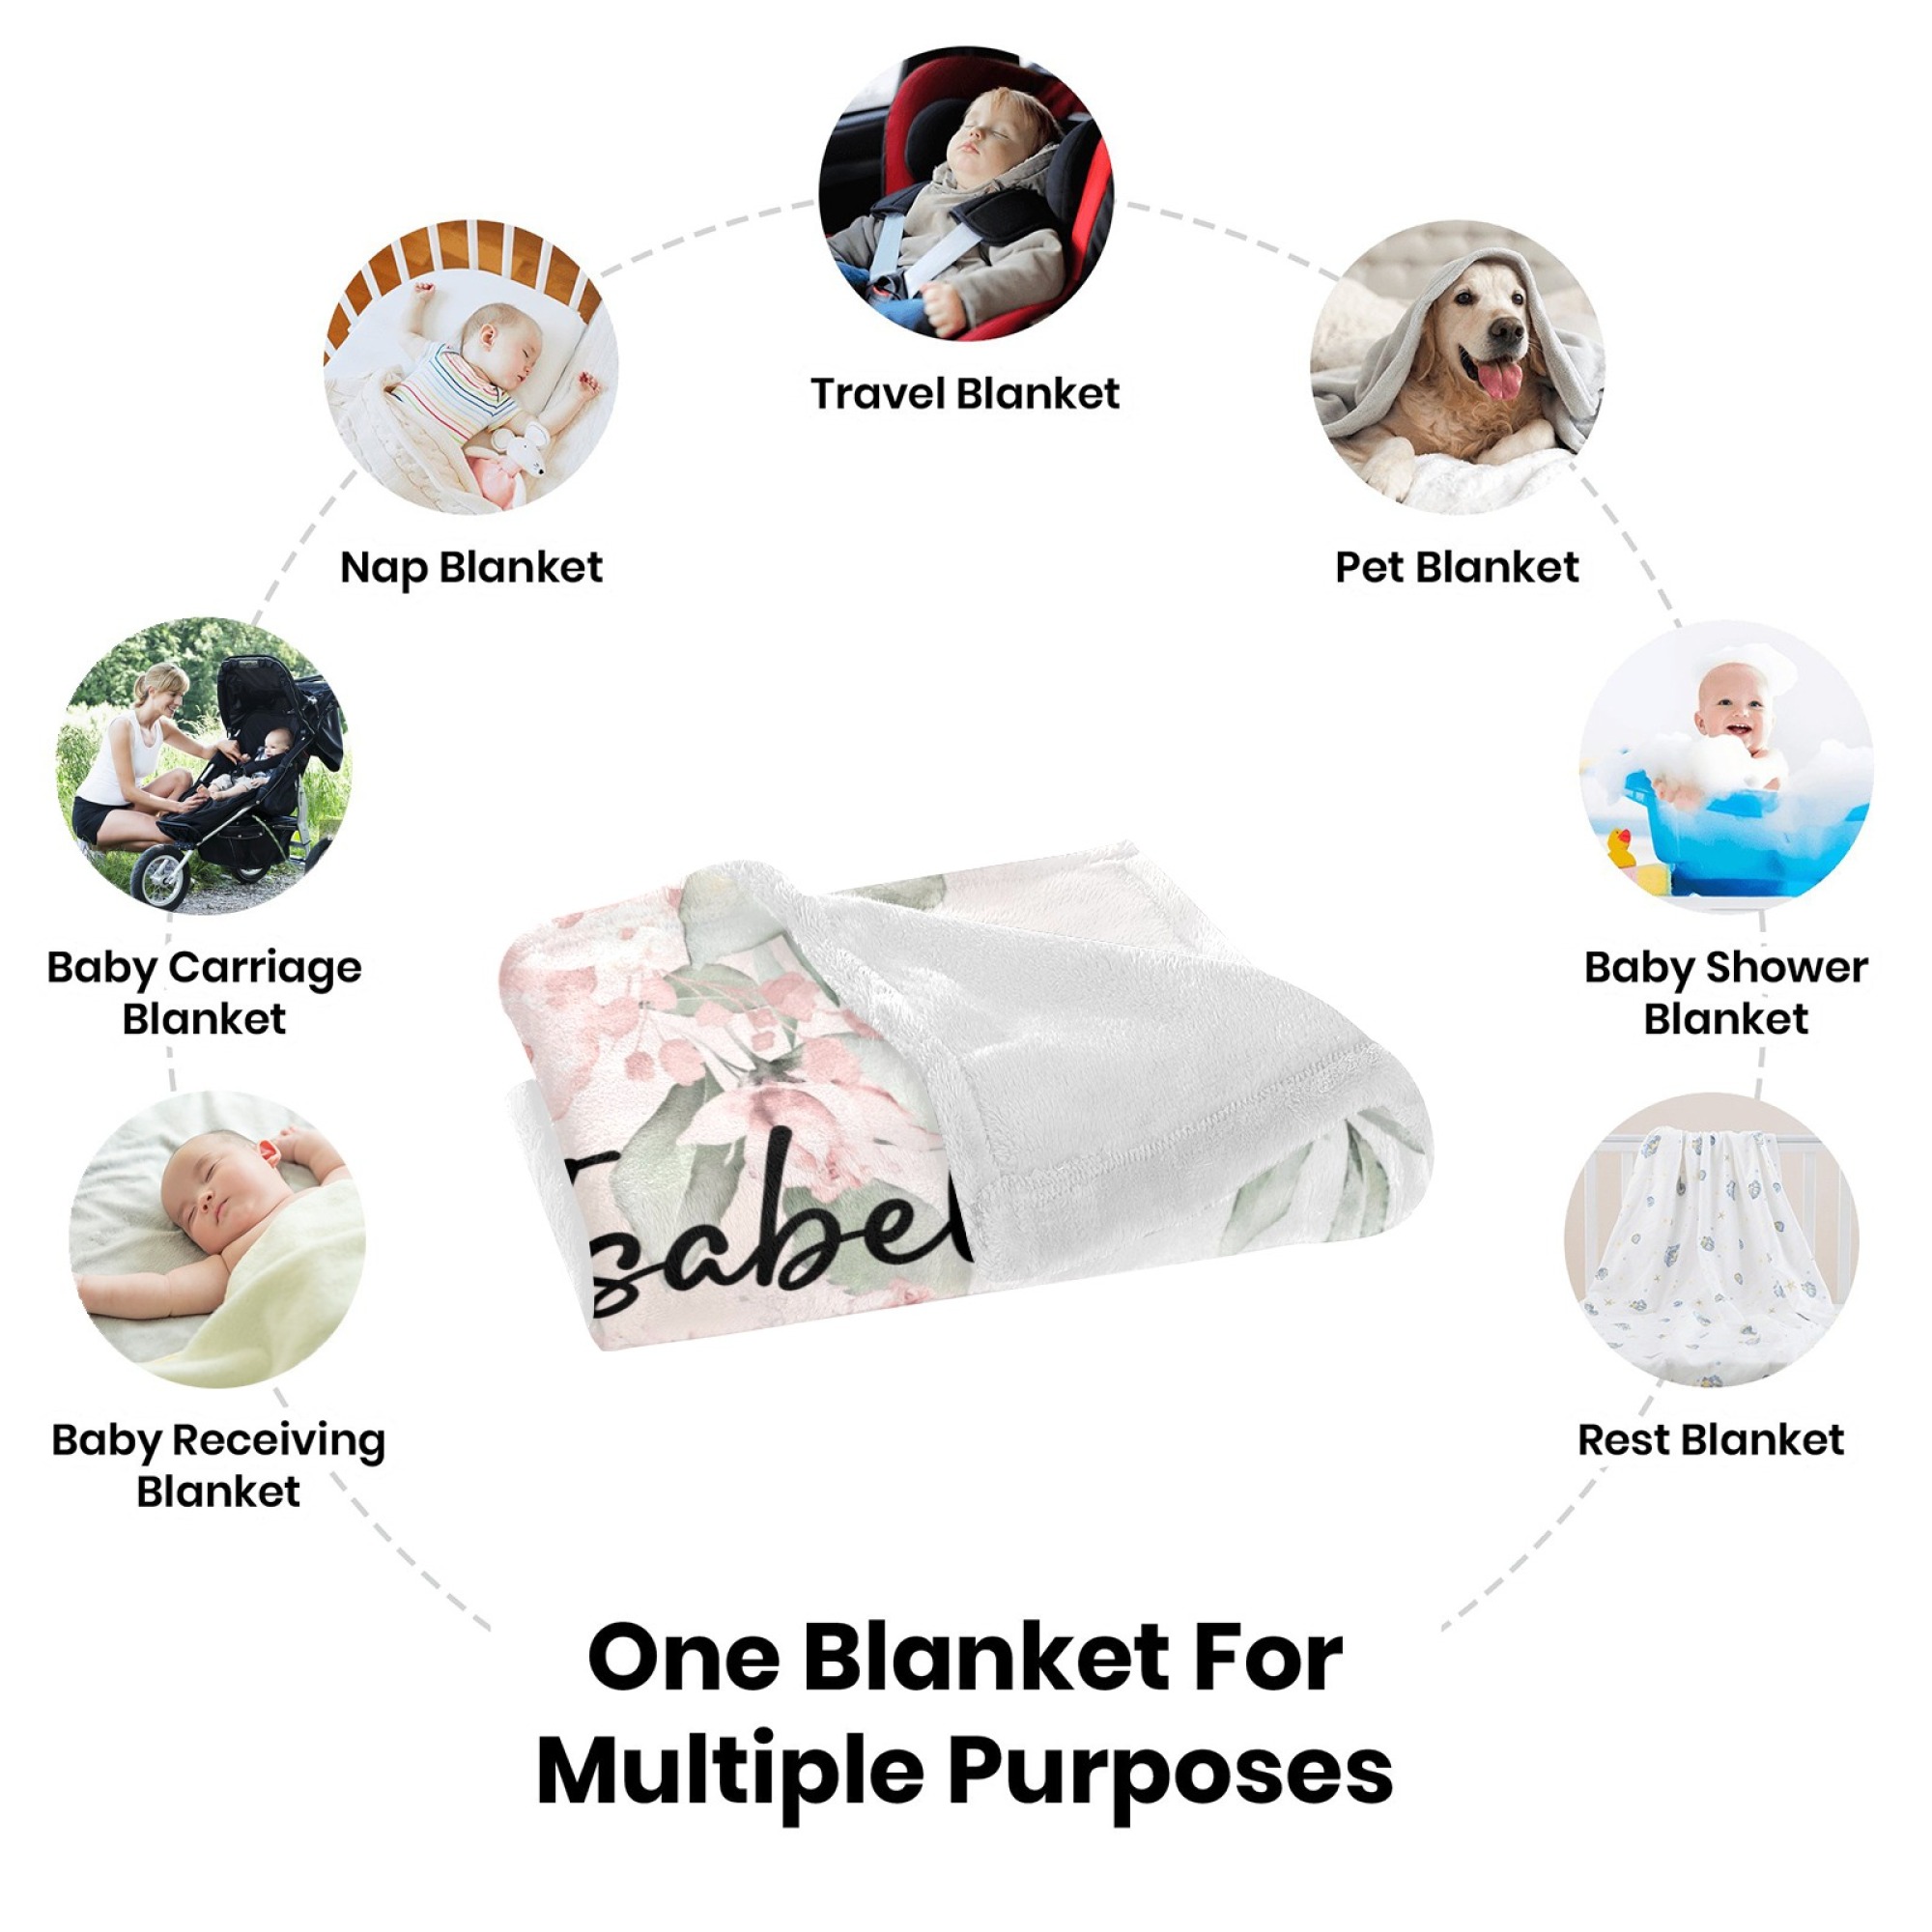 Travel Blanket
Nap Blanket
Pet Blanket
Baby Carriage
Blanket
Baby Shower
Blanket
Isabel
Baby Receiving
Blanket
Rest Blanket
One Blanket For
Multiple Purposes